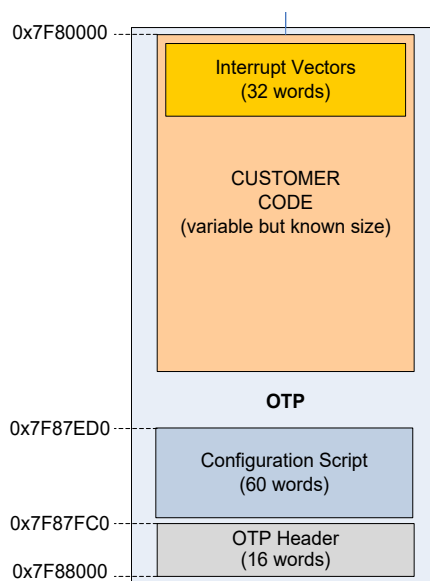 0x7F80000
Interrupt Vectors
(32 words)
CUSTOMER
CODE
(variable but known size)
OTP
0x7F87ED0
Configuration Script
(60 words)
0x7F87FC0
OTP Header
(16 words)
0x7F88000